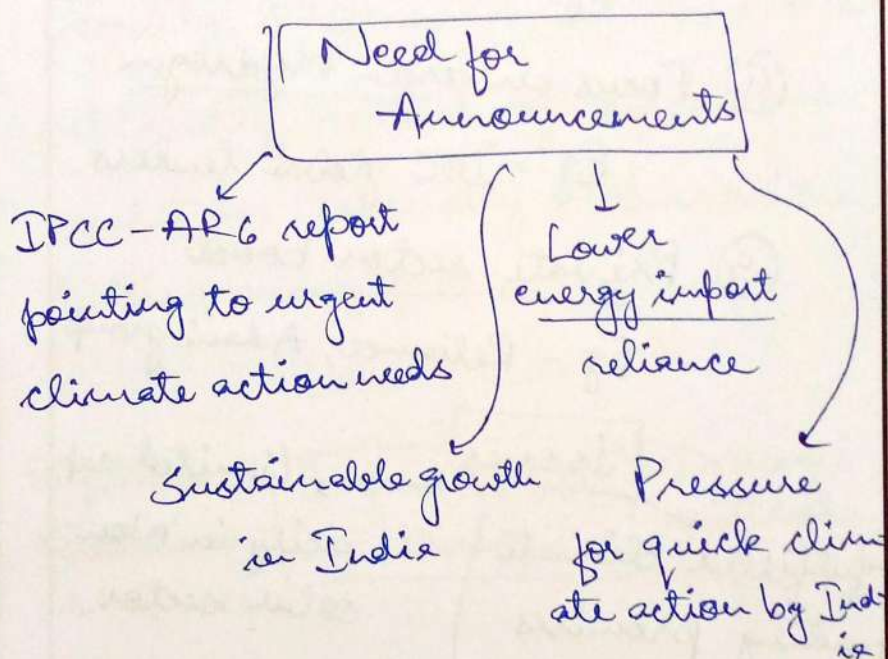 Need for
Announcements
IPCC-AR6 report
pointing to urgent
climate action needs
Lower
energy import
reliance
Sustainable growth
in India
Pressure
for quick clim-
ate action by Ind-
ia